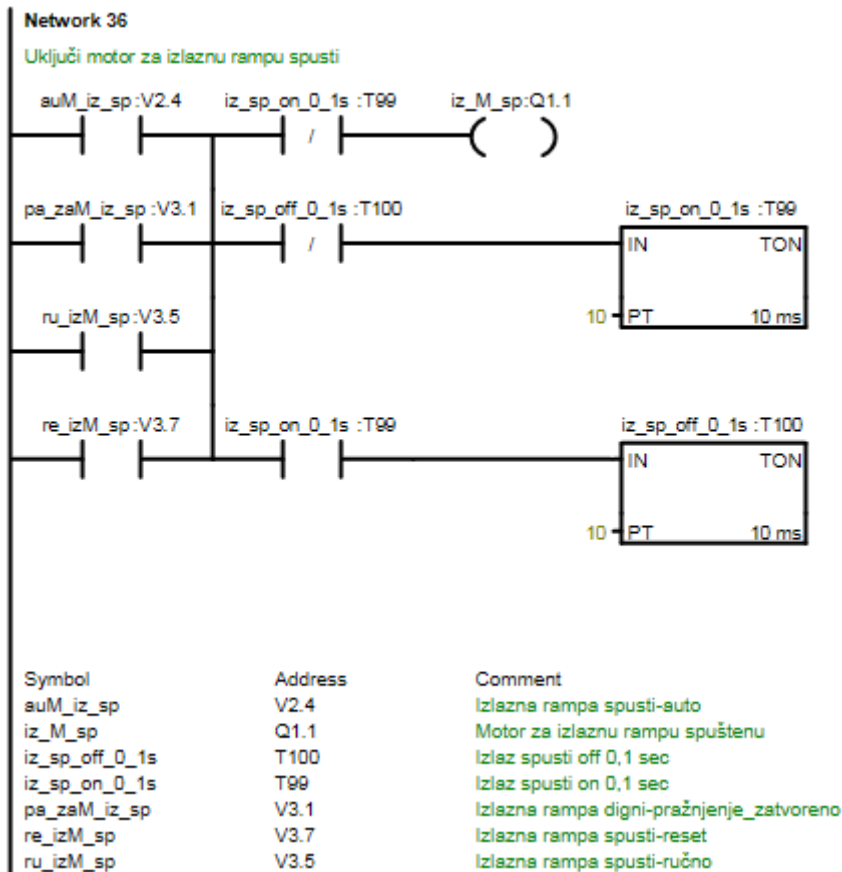 Network 36
Uključi motor za izlaznu rampu spusti
auM_iz_sp:V2.4 iz_sp_on_0_1s :T99 iz_M_sp:Q1.1
/
pa_zaM_iz_sp :V3.1 iz_sp_off_0_1s :T100 iz_sp_on_0_1s :T99
/ IN TON
ru_izM_sp:V3.5 10 PT 10 ms
re_izM_sp:V3.7 iz_sp_on_0_1s :T99 iz_sp_off_0_1s :T100
IN TON
10 PT 10 ms
Symbol Address Comment
auM_iz_sp V2.4 Izlazna rampa spusti-auto
iz_M_sp Q1.1 Motor za izlaznu rampu spuštenu
iz_sp_off_0_1s T100 Izlaz spusti off 0,1 sec
iz_sp_on_0_1s T99 Izlaz spusti on 0,1 sec
pa_zaM_iz_sp V3.1 Izlazna rampa digni-pražnjenje_zatvoreno
re_izM_sp V3.7 Izlazna rampa spusti-reset
ru_izM_sp V3.5 Izlazna rampa spusti-ručno